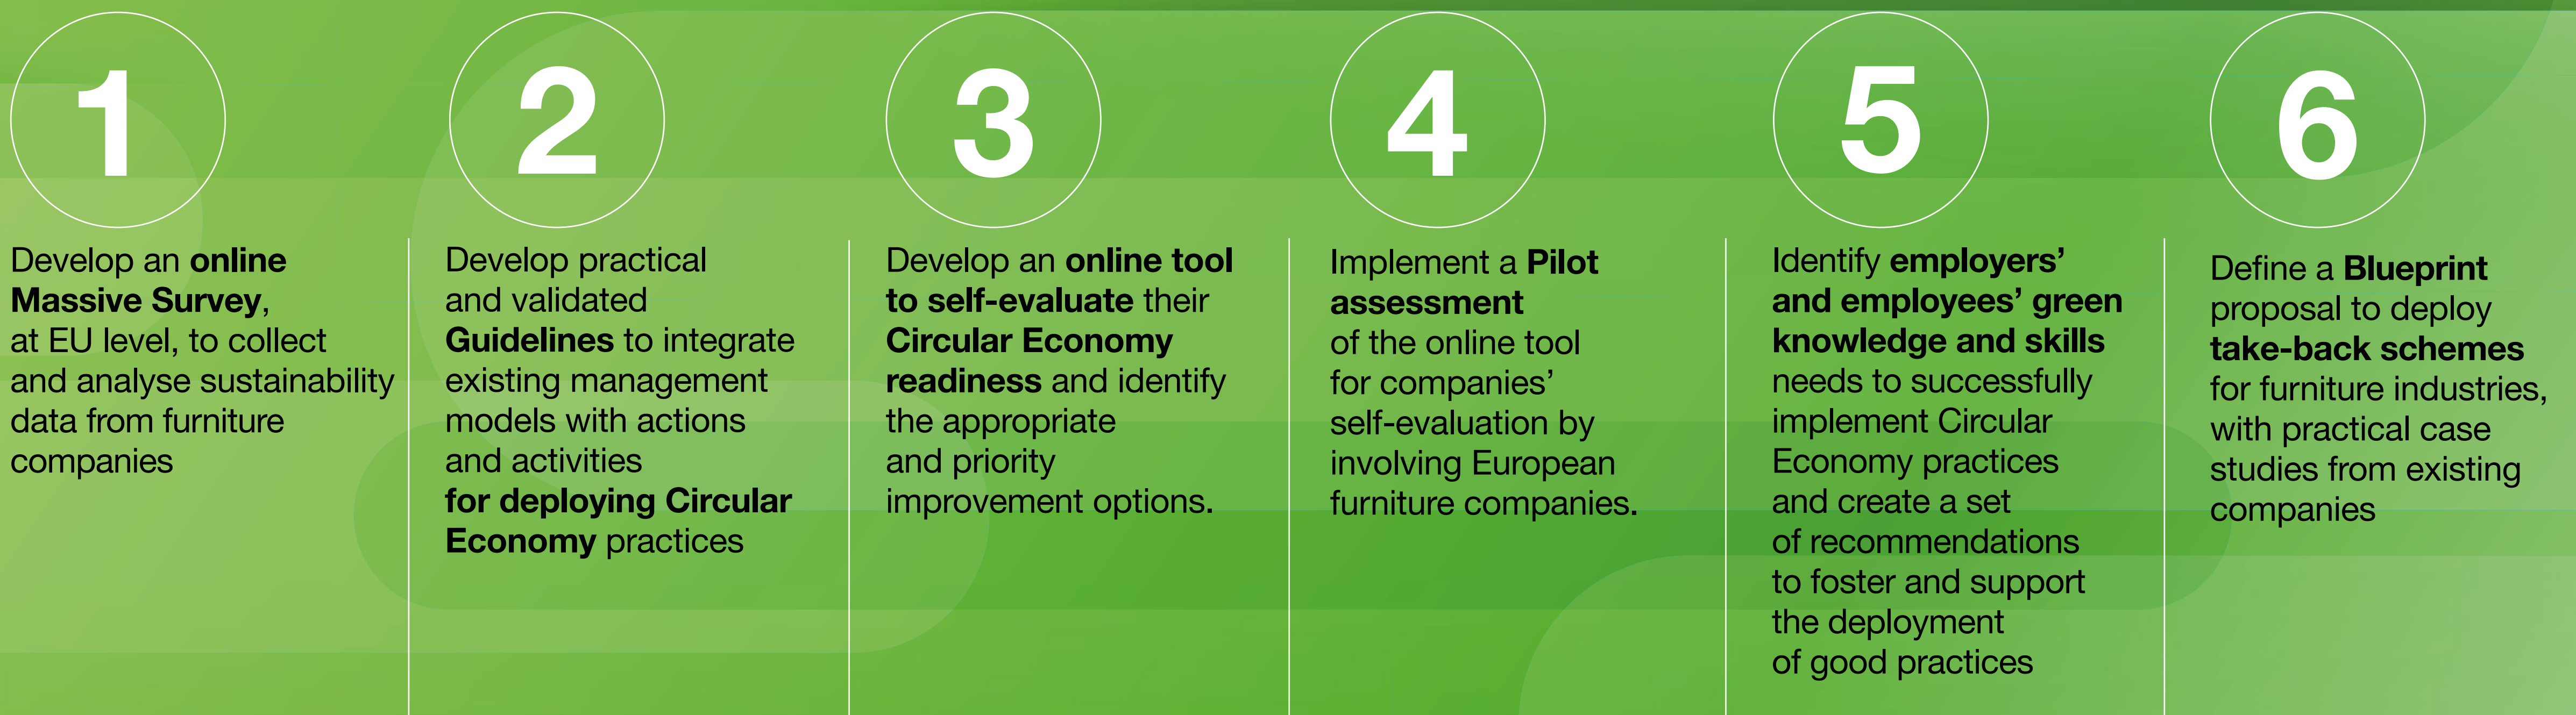 1
Develop an online
Massive Survey,
at EU level, to collect
and analyse sustainability
data from furniture
companies
2
Develop practical
and validated
Guidelines to integrate
existing management
models with actions
and activities
for deploying Circular
Economy practices
3
Develop an online tool
to self-evaluate their
Circular Economy
readiness and identify
the appropriate
and priority
improvement options.
4
Implement a Pilot
assessment
of the online tool
for companies’
self-evaluation by
involving European
furniture companies.
5
Identify employers’
and employees’ green
knowledge and skills
needs to successfully
implement Circular
Economy practices
and create a set
of recommendations
to foster and support
the deployment
of good practices
6
Define a Blueprint
proposal to deploy
take-back schemes
for furniture industries,
with practical case
studies from existing
companies